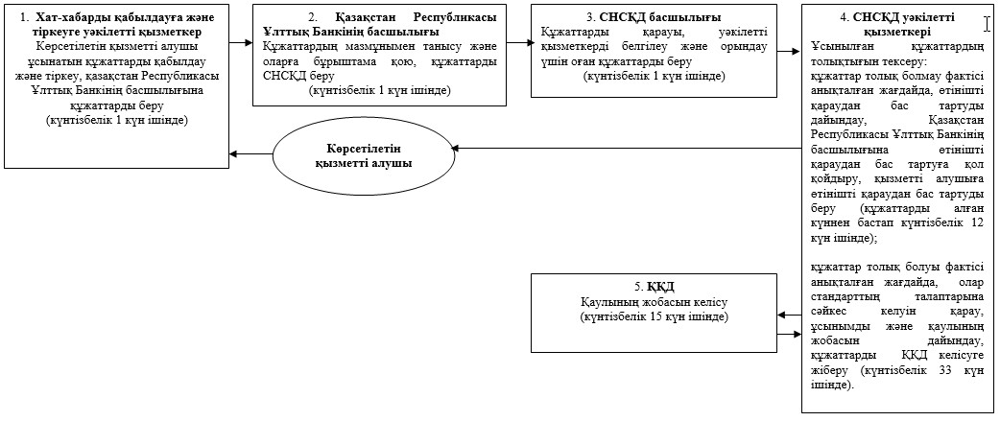 1. Хат-хабарды қабылдауға және
тіркеуге уәкілетті қызметкер
Көрсетілетін қызметті алушы
ұсынатын құжаттарды қабылдау
және тіркеу, қазақстан Республикасы
Ұлттық Банкінің басшылығына
құжаттарды беру
(күнтізбелік 1 күн ішінде)
2. Қазақстан Республикасы
Ұлттық Банкінің басшылығы
Құжаттардың мазмұнымен танысу және
оларға бұрыштама қою, құжаттарды
СНСҚД беру
(күнтізбелік 1 күн ішінде)
3. СНСҚД басшылығы
Құжаттарды қарауы, уәкілетті
қызметкерді белгілеу және орындау
үшін оған құжаттарды беру
(күнтізбелік 1 күн ішінде)
4. СНСҚД уәкілетті
қызметкері
Ұсынылған құжаттардың
толықтығын тексеру:
құжаттар толық болмау фактісі
анықталған жағдайда, өтінішті
қараудан бас тартуды
дайындау, Қазақстан
Республикасы Ұлттық Банкінің
басшылығына өтінішті
қараудан бас тартуға қол
қойдыру, қызметті алушыға
өтінішті қараудан бас тартуды
беру (құжаттарды алған
күннен бастап күнтізбелік 12
күн ішінде);
құжаттар толық болуы фактісі
анықталған жағдайда, олар
стандарттың талаптарына
сәйкес келуін қарау,
ұсынымды және қаулының
жобасын дайындау,
құжаттарды ҚҚД келісуге
жіберу (күнтізбелік 33 күн
ішінде).
Көрсетілетін
қызметті алушы
5. ҚҚД
Қаулының жобасын келісу
(күнтізбелік 15 күн ішінде)